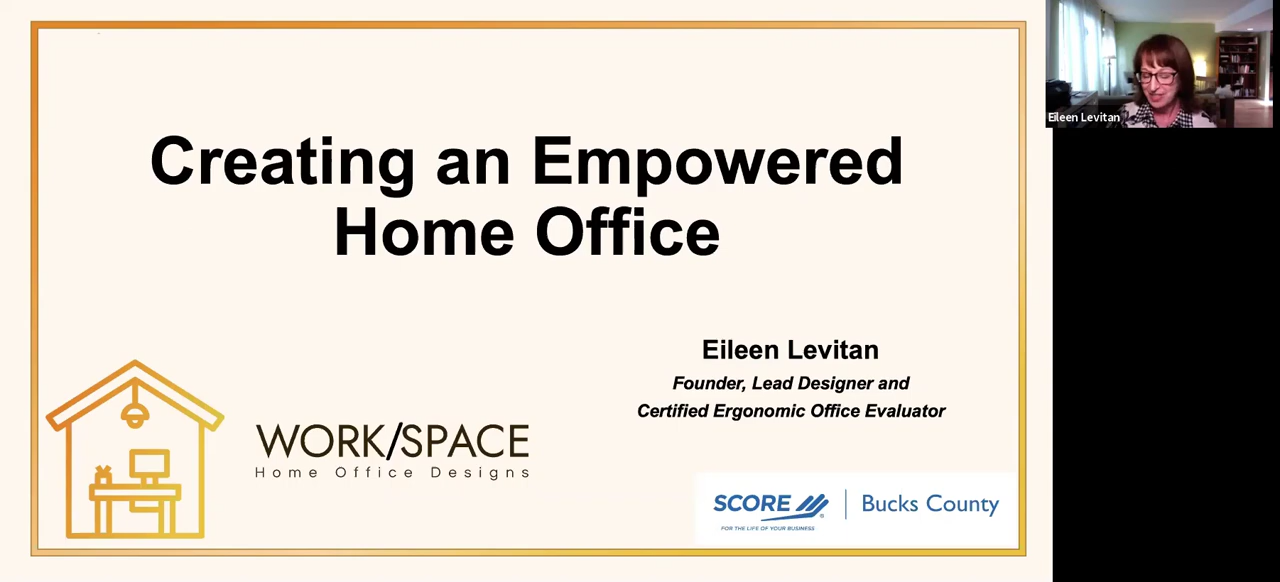 Creating an Empowered
Home Office
Eileen Levitan
Eileen Levitan
Founder, Lead Designer and
Certified Ergonomic Office Evaluator
WORK/SPACE
Home Office Designs
SCORE
FOR THE LIFE OF YOUR BUSINESS
Bucks County